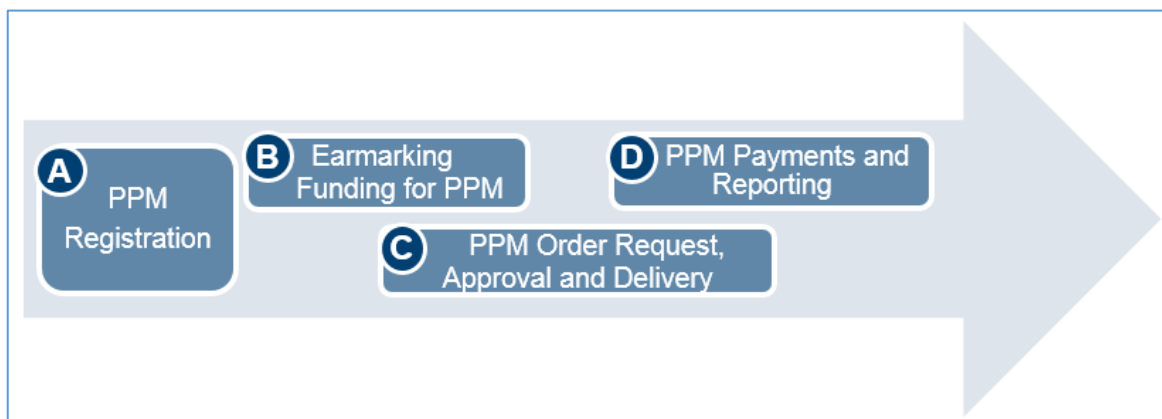 A
PPM
Registration
B
Earmarking
Funding for PPM
C
PPM Order Request,
Approval and Delivery
D
PPM Payments and
Reporting